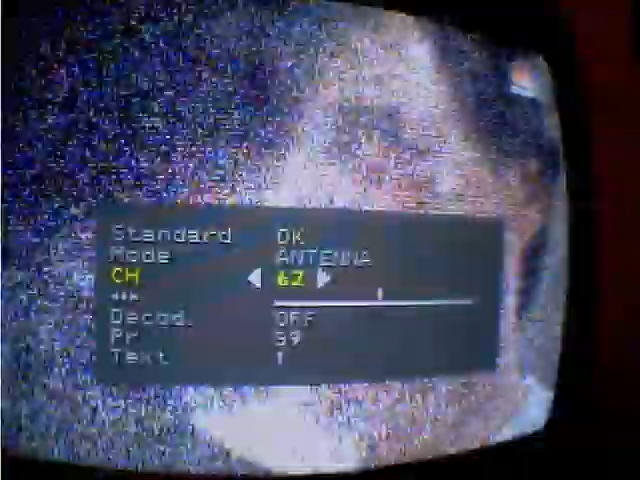 Standard DK
Mode ANTENNA
CH 62
Decod. OFF
Pr 59
Text